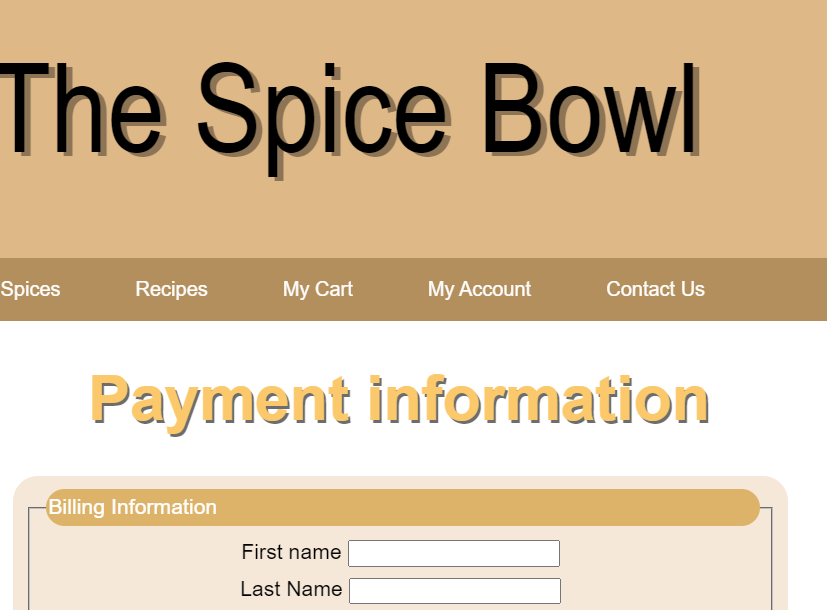 The Spice Bowl
Spices Recipes My Cart My Account Contact Us
Payment information
Billing Information
First name
Last Name